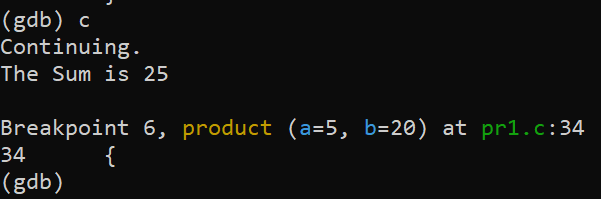 (gdb) c
Continuing.
The Sum is 25
Breakpoint 6, product (a=5, b=20) at pr1.c:34
34      {
(gdb)